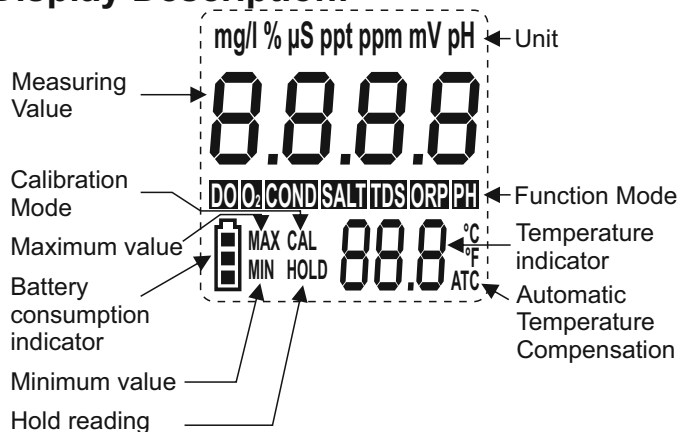 Display Description:
mg/l % µS ppt ppm mV pH
Unit
Measuring
Value
8.8.8.8
Calibration
Mode
DO O₂ COND SALT TDS ORP PH
Function Mode
Maximum value
MAX CAL
88.8
°C
°F
Temperature
indicator
MIN HOLD
ATC
Battery
consumption
indicator
Automatic
Temperature
Compensation
Minimum value
Hold reading